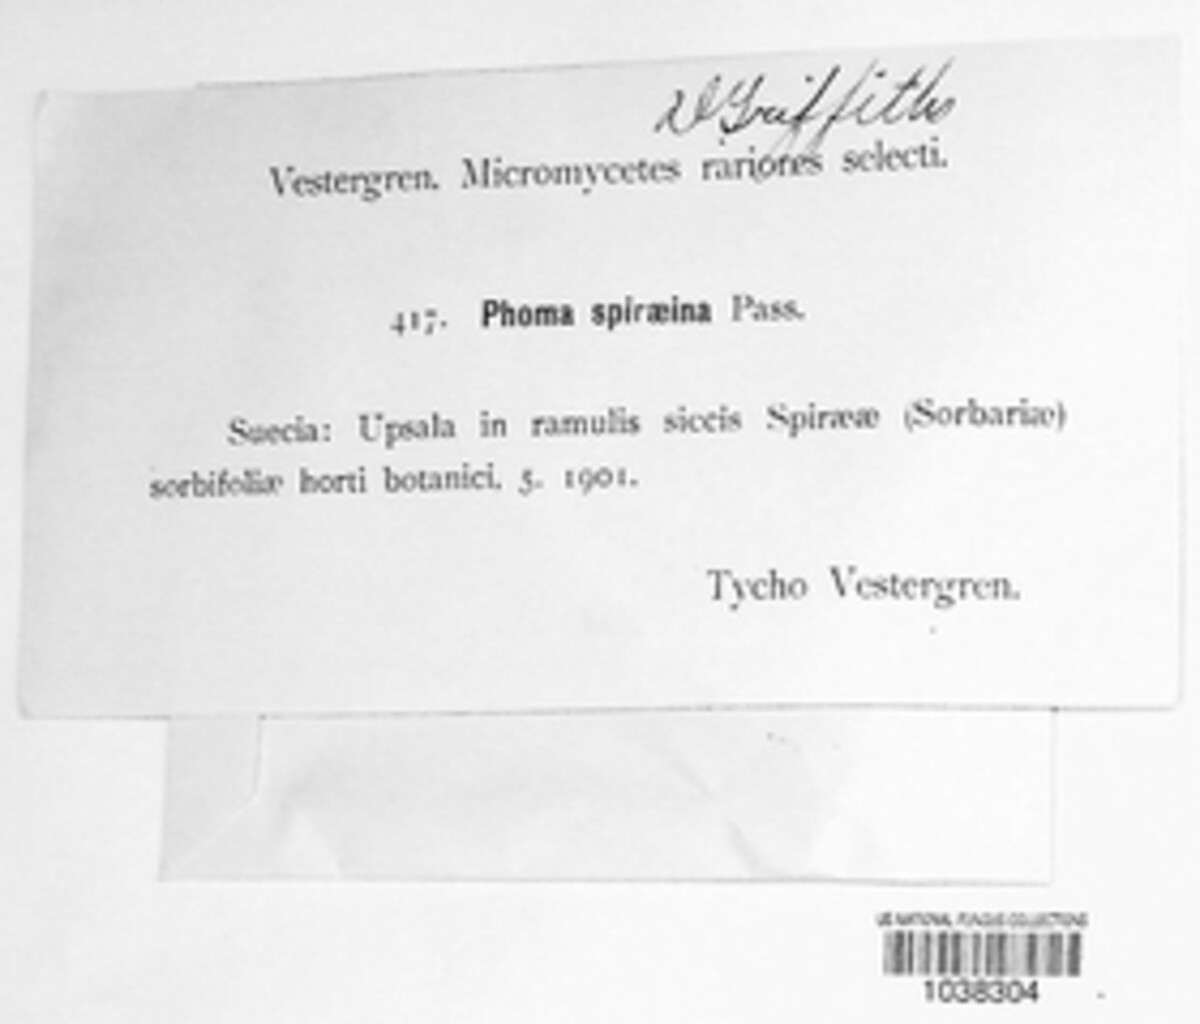 D Griffiths
Vestergren. Micromycetes rariores selecti.
417. Phoma spiræina Pass.
Suecia: Upsala in ramulis siccis Spirææ (Sorbariæ)
sorbifoliæ horti botanici. 5. 1901.
Tycho Vestergren.
US NATIONAL FUNGUS COLLECTIONS
1038304